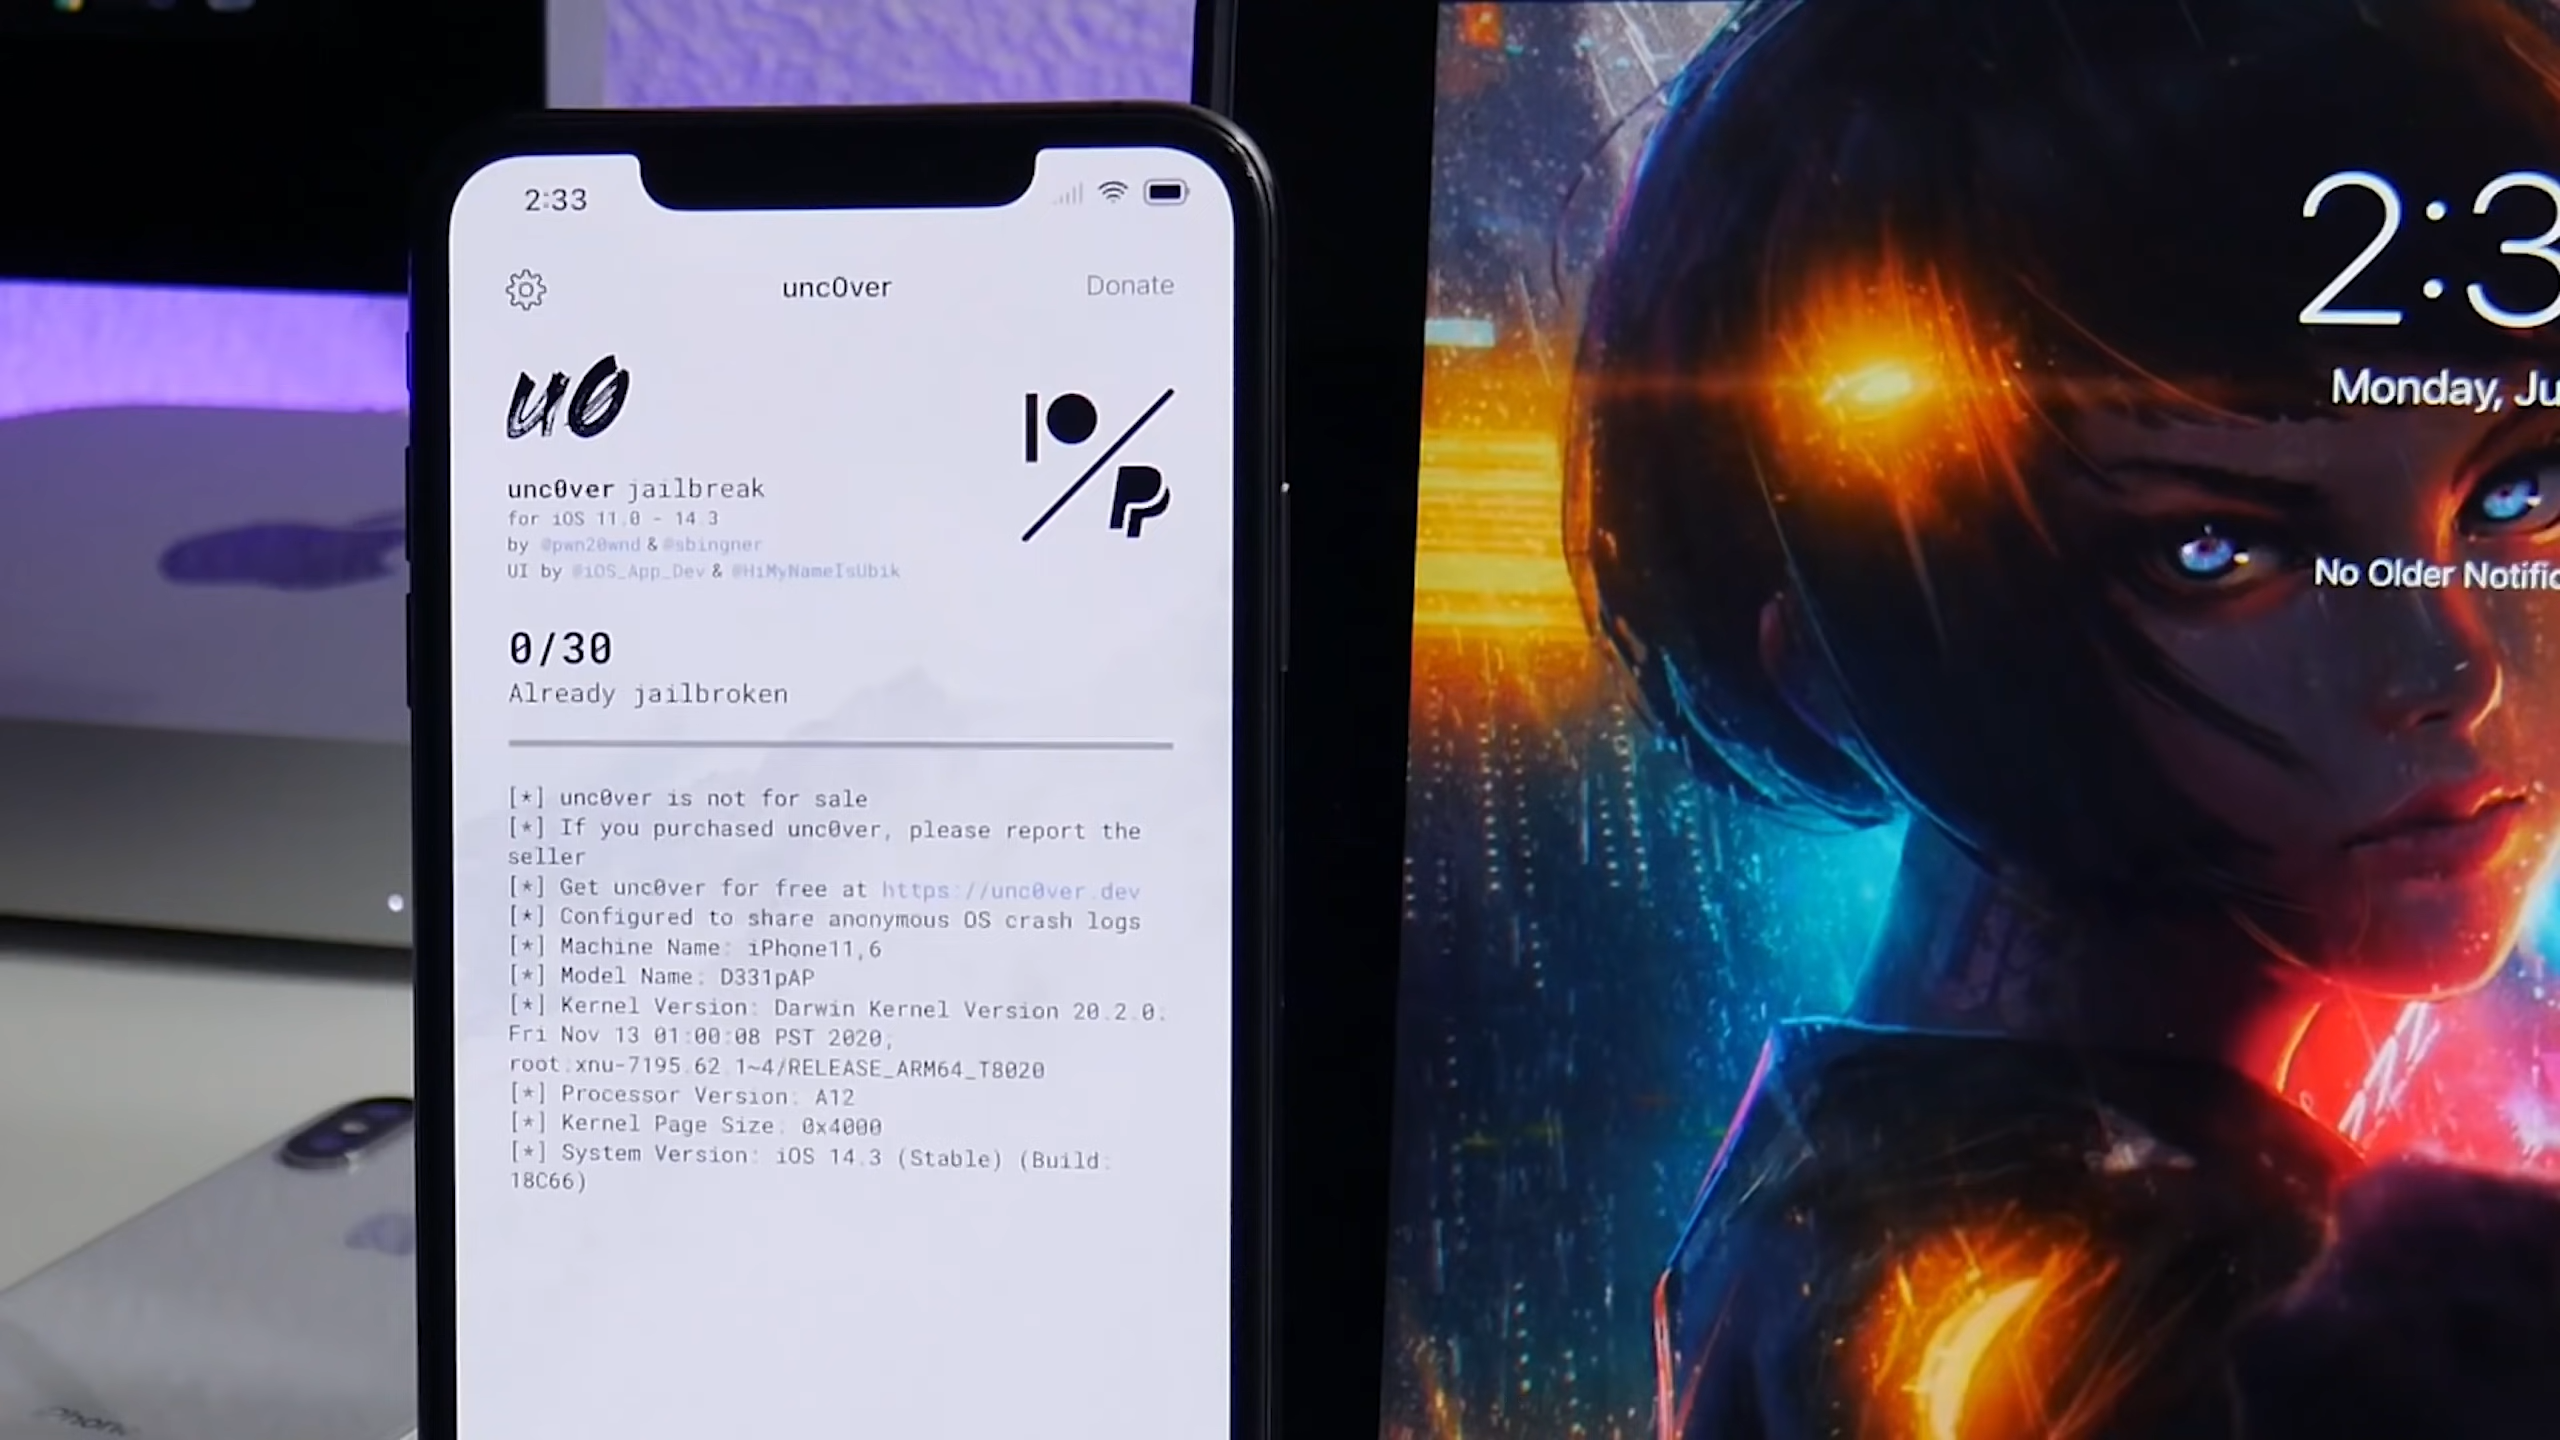 2:33
unc0ver
Donate
u0
unc0ver jailbreak
for iOS 11.0 - 14.3
by @pwn20wnd & @sbingner
UI by @iOS_App_Dev & @HiMyNameIsUbik
0/30
Already jailbroken
[*] unc0ver is not for sale
[*] If you purchased unc0ver, please report the
seller
[*] Get unc0ver for free at https://unc0ver.dev
[*] Configured to share anonymous OS crash logs
[*] Machine Name: iPhone11,6
[*] Model Name: D331pAP
[*] Kernel Version: Darwin Kernel Version 20.2.0:
Fri Nov 13 01:00:08 PST 2020;
root:xnu-7195.62.1~4/RELEASE_ARM64_T8020
[*] Processor Version: A12
[*] Kernel Page Size: 0x4000
[*] System Version: iOS 14.3 (Stable) (Build:
18C66)
2:3
Monday, Ju
No Older Notific
iPhone